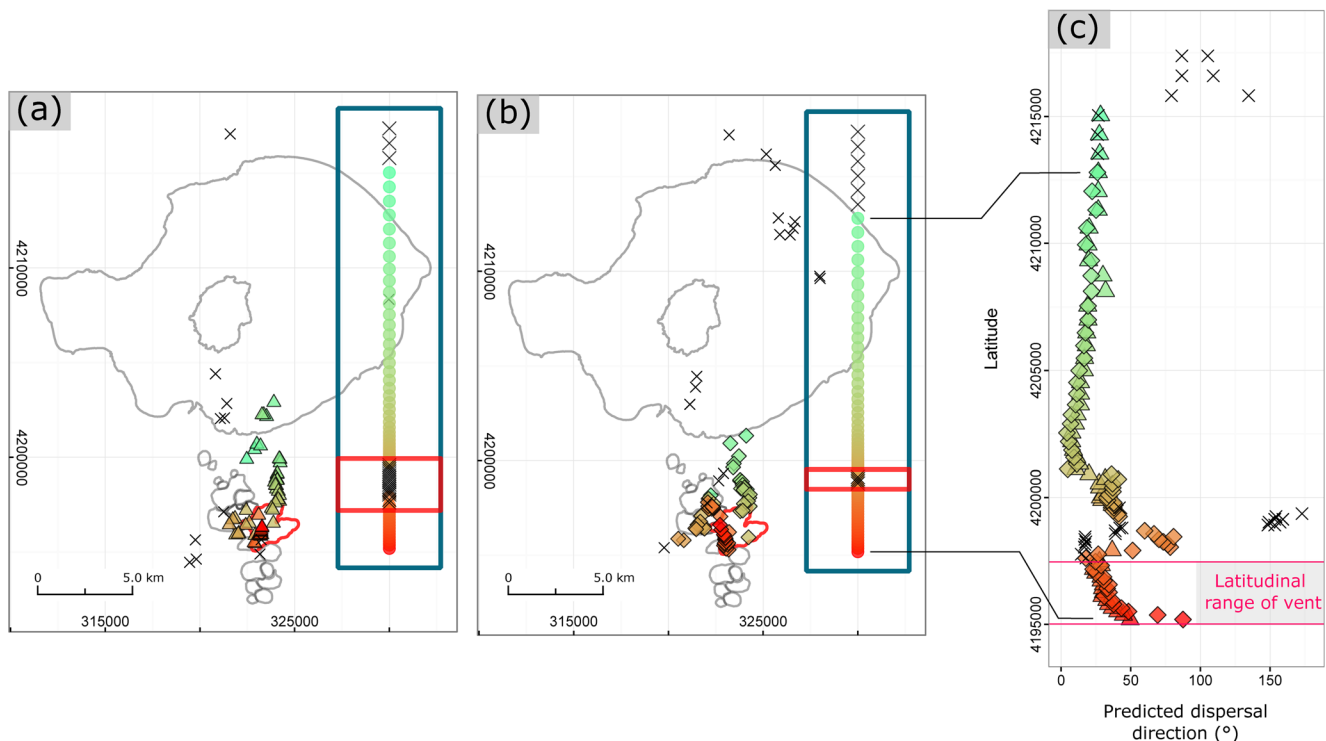 (a)
4210000
4200000
0
5.0 km
315000
325000
(b)
4210000
4200000
0
5.0 km
315000
325000
(c)
Latitude
4215000
4210000
4205000
4200000
4195000
Latitudinal
range of vent
0
50
100
150
Predicted dispersal
direction (°)